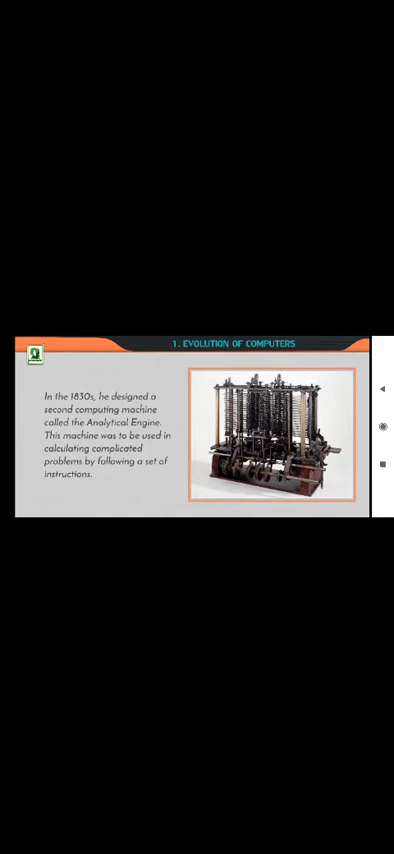 1. EVOLUTION OF COMPUTERS
In the 1830s, he designed a
second computing machine
called the Analytical Engine.
This machine was to be used in
calculating complicated
problems by following a set of
instructions.